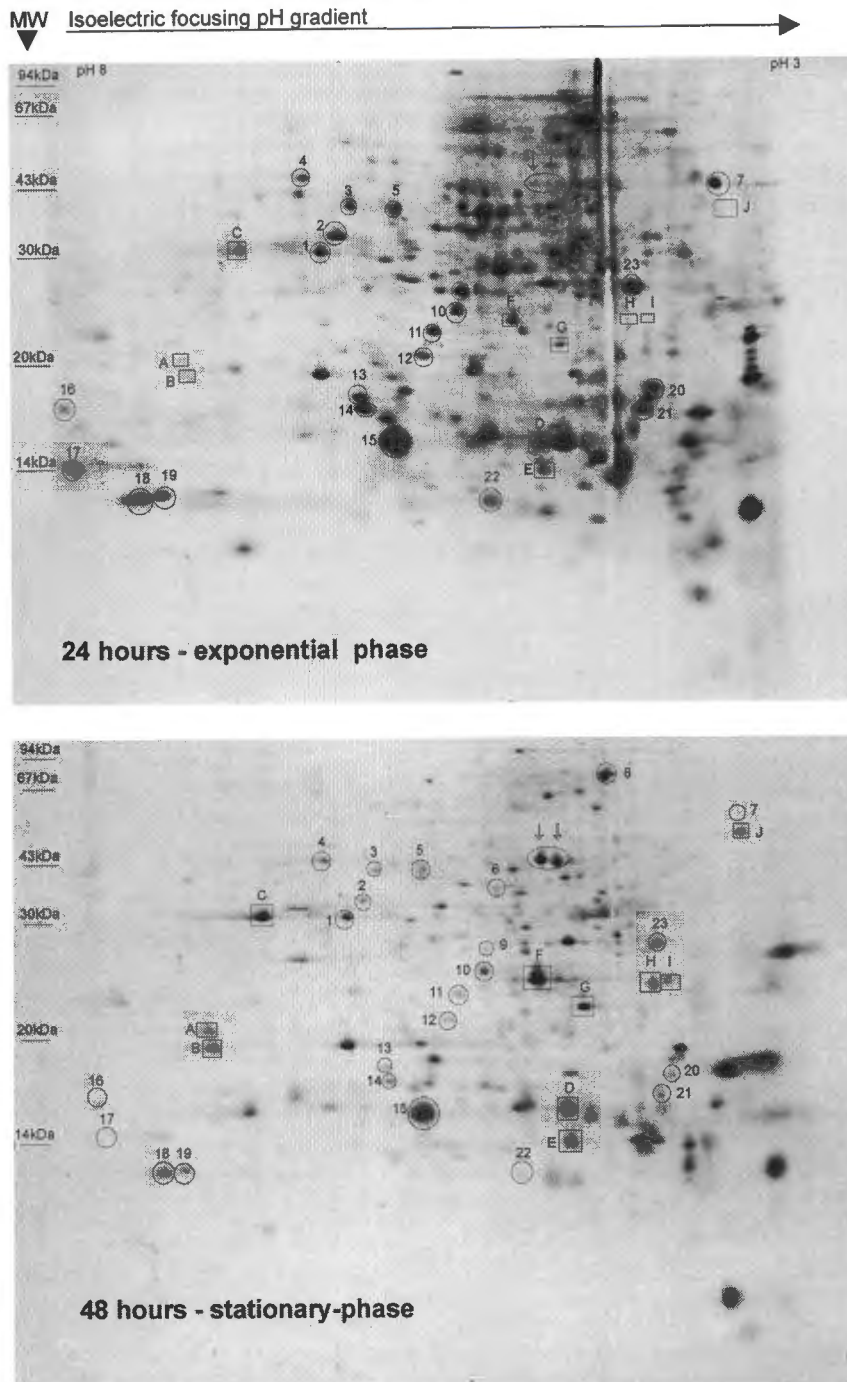 MW Isoelectric focusing pH gradient
pH 8 pH 3
94kDa
67kDa
43kDa
30kDa
20kDa
14kDa
4 3 5 7
J
C 2
1
23
10 F H I
11
G
12
A
B
13
14
16
20
21
15 D
17
E
18 19 22
24 hours - exponential phase
94kDa
67kDa
43kDa
30kDa
20kDa
14kDa
8
7
J
4 3 5
6
C 2
1
23
9
10 F H I
11
G
12
A
B
13
14
20
16
21
15 D
17
E
18 19 22
48 hours - stationary-phase